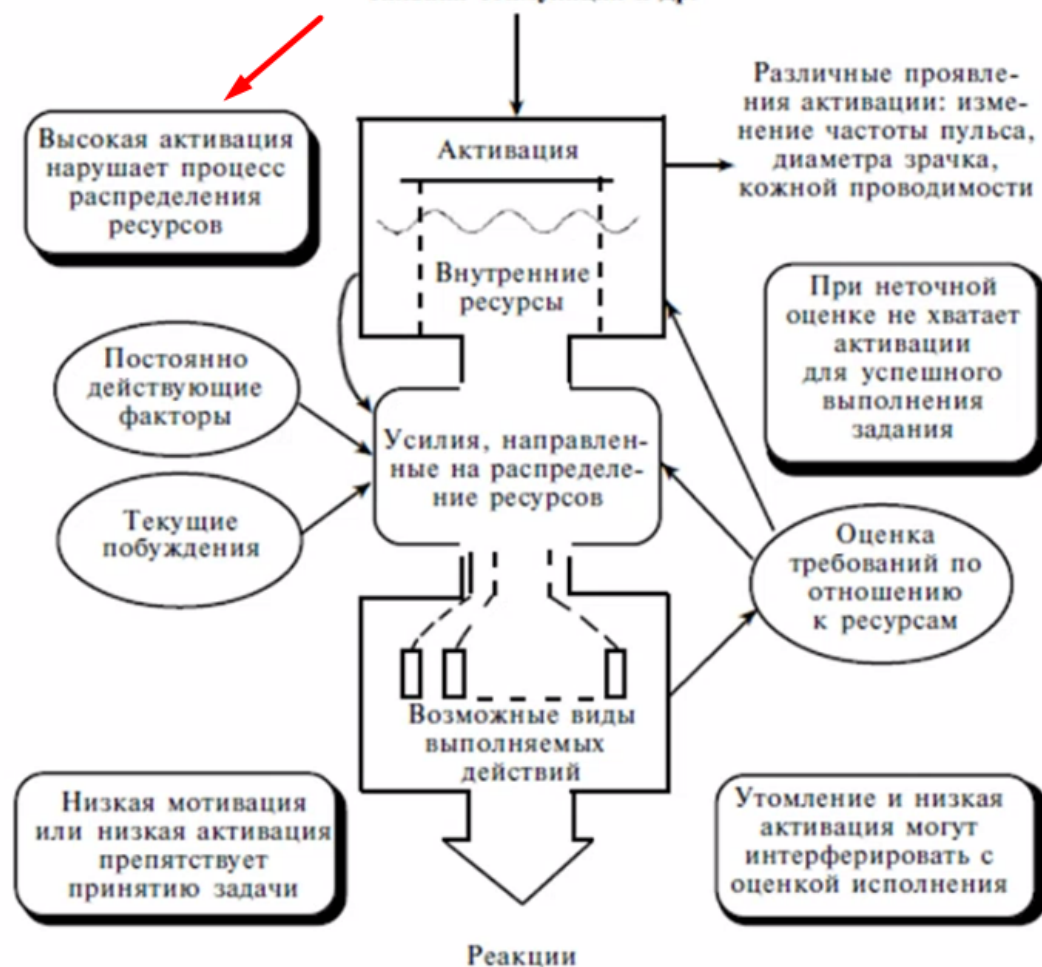 Различные проявле-
ния активации: изме-
нение частоты пульса,
диаметра зрачка,
кожной проводимости
Высокая активация
нарушает процесс
распределения
ресурсов
Активация
Внутренние
ресурсы
При неточной
оценке не хватает
активации
для успешного
выполнения
задания
Постоянно
действующие
факторы
Усилия, направлен-
ные на распределе-
ние ресурсов
Текущие
побуждения
Оценка
требований по
отношению
к ресурсам
Возможные виды
выполняемых
действий
Низкая мотивация
или низкая активация
препятствует
принятию задачи
Утомление и низкая
активация могут
интерферировать с
оценкой исполнения
Реакции